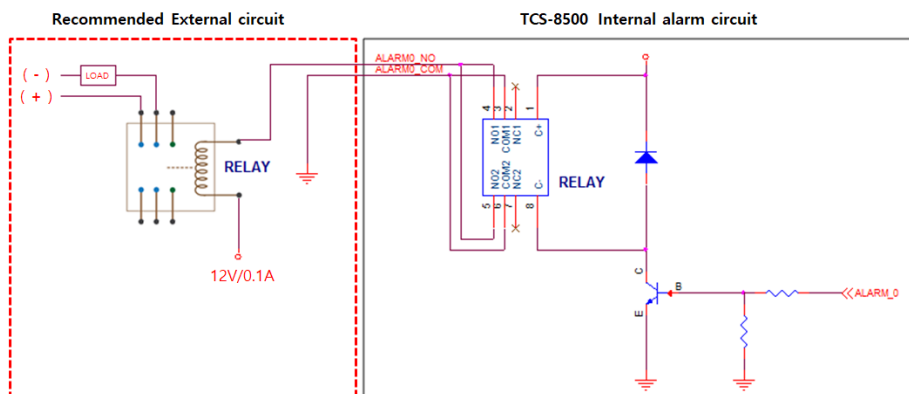 Recommended External circuit
TCS-8500 Internal alarm circuit
ALARM0_NO
ALARM0_COM
( - )
LOAD
( + )
RELAY
12V/0.1A
4
3
2
1
NO1
COM1
NC1
C+
NO2
COM2
NC2
C-
RELAY
5
6
7
8
C
B
E
ALARM_0